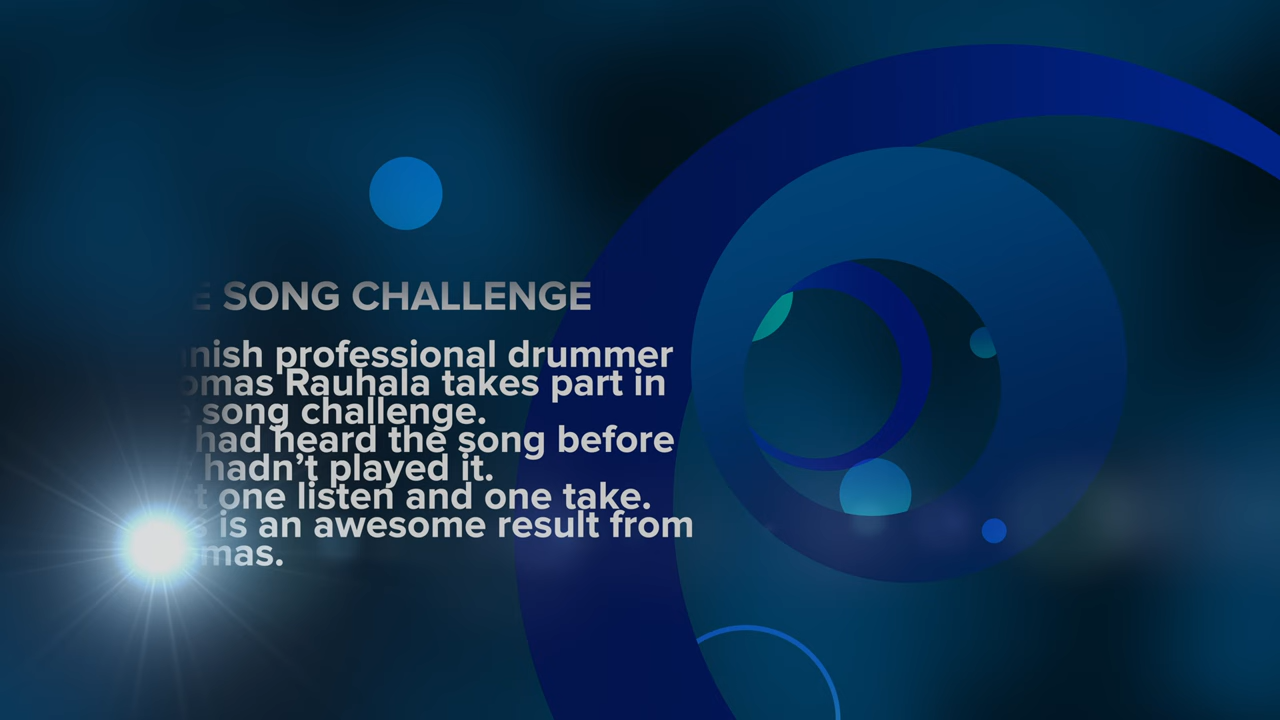 SONG CHALLENGE
professional drummer
Rauhala takes part in
song challenge.
had heard the song before
hadn't played it.
one listen and one take.
is an awesome result from